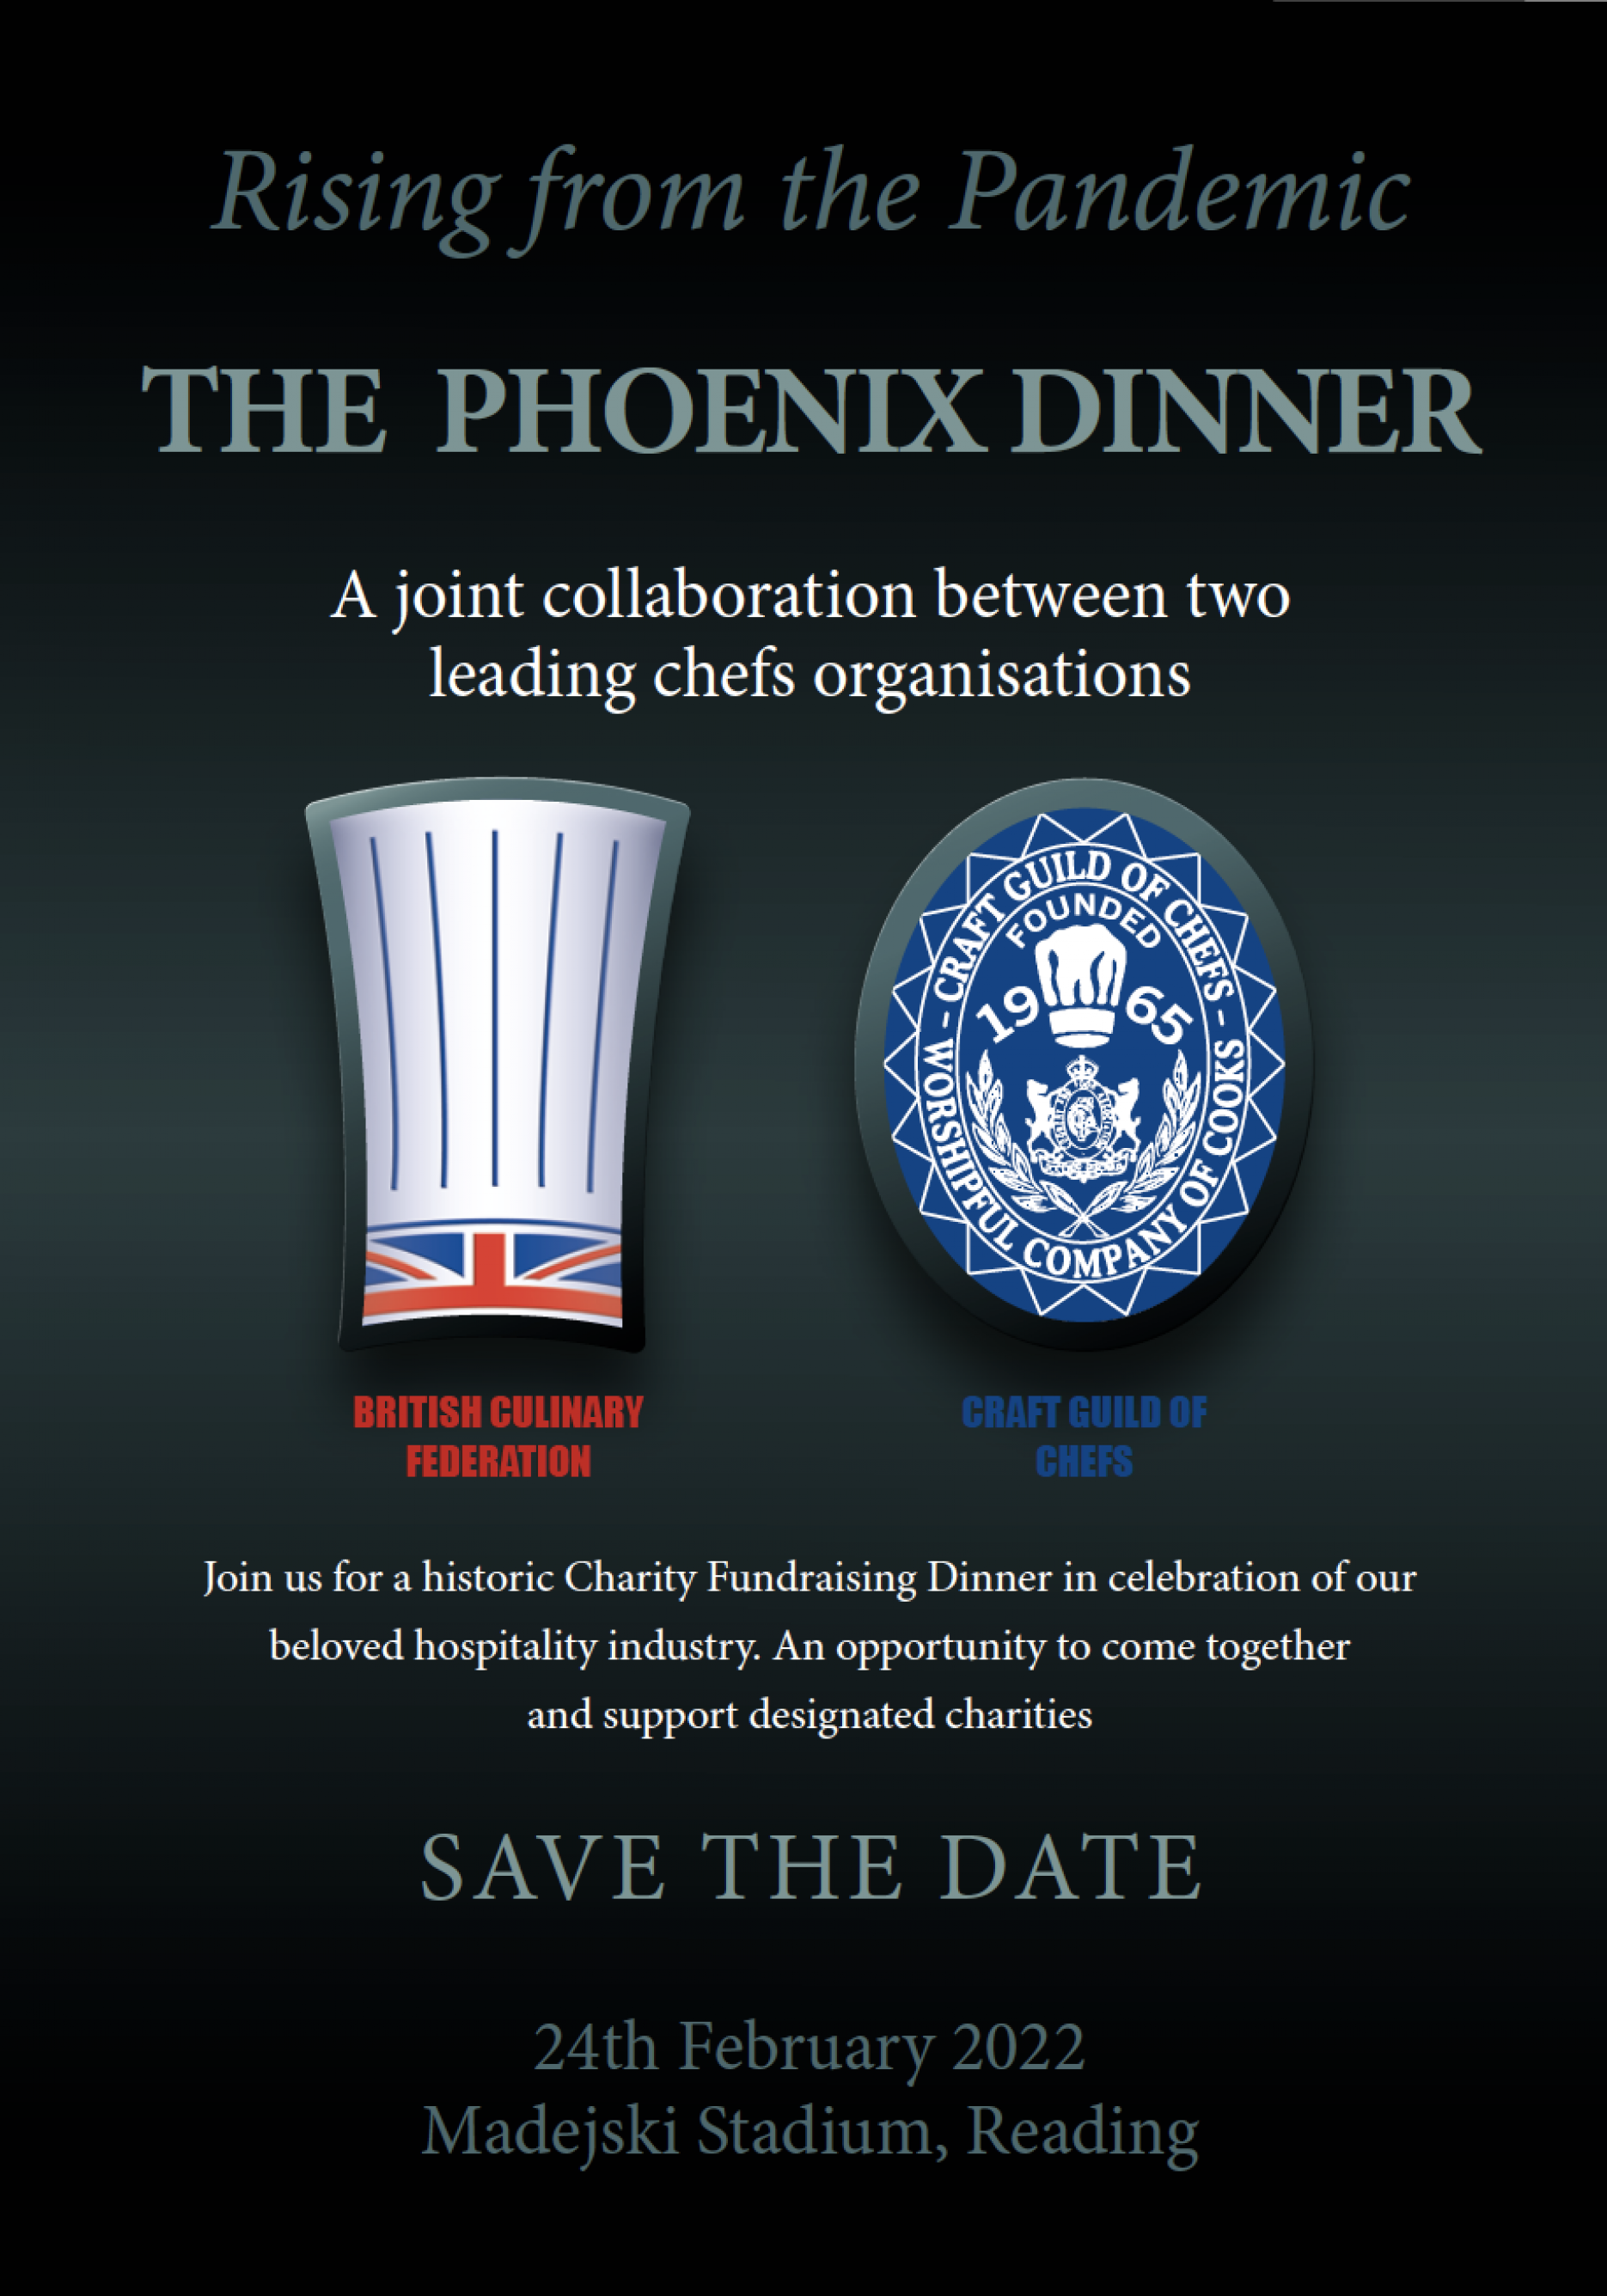 Rising from the Pandemic
THE PHOENIX DINNER
A joint collaboration between two
leading chefs organisations
- CRAFT GUILD OF CHEFS -
FOUNDED
1965
WORSHIPFUL COMPANY OF COOKS
BRITISH CULINARY
FEDERATION
CRAFT GUILD OF
CHEFS
Join us for a historic Charity Fundraising Dinner in celebration of our
beloved hospitality industry. An opportunity to come together
and support designated charities
SAVE THE DATE
24th February 2022
Madejski Stadium, Reading